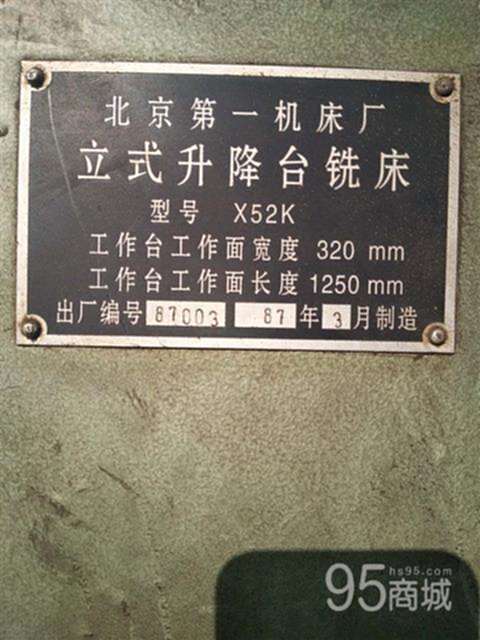 北京第一机床厂
立式升降台铣床
型号 X52K
工作台工作面宽度 320 mm
工作台工作面长度 1250 mm
出厂编号 87003 87 年 3 月制造
hs95.com
95商城